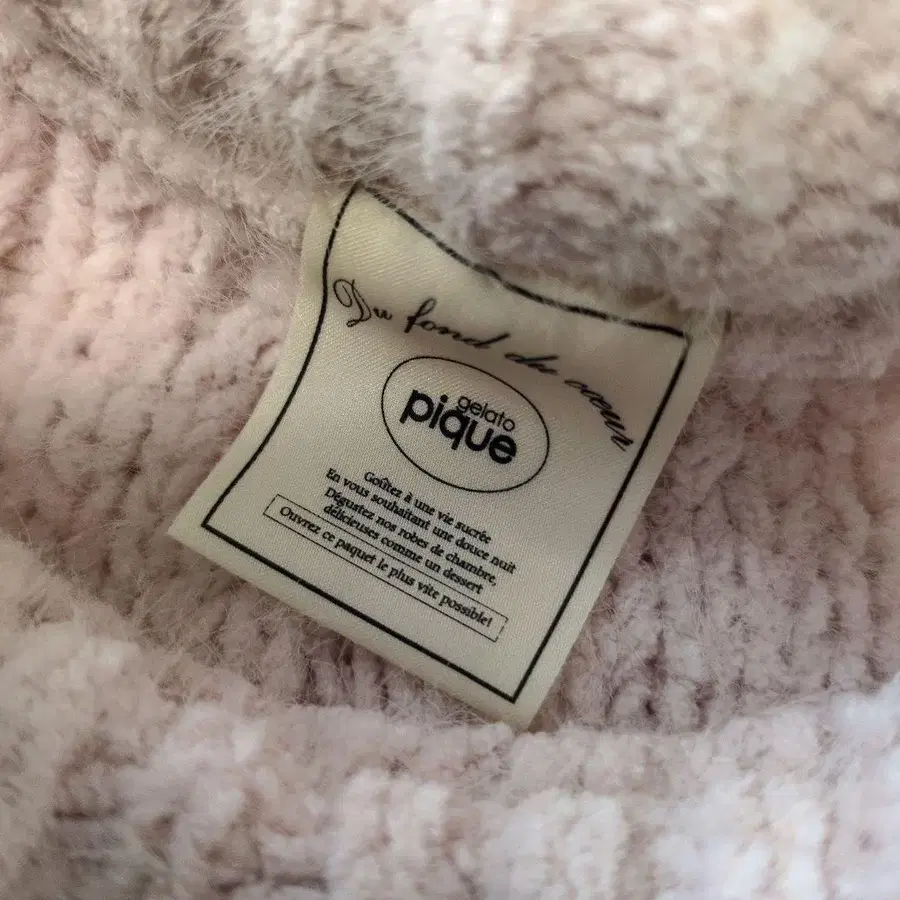 Du fond du cœur
gelato
pique
Goûtez à une vie sucrée
En vous souhaitant une douce nuit
Dégustez nos robes de chambre,
délicieuses comme un dessert
Ouvrez ce paquet le plus vite possible!